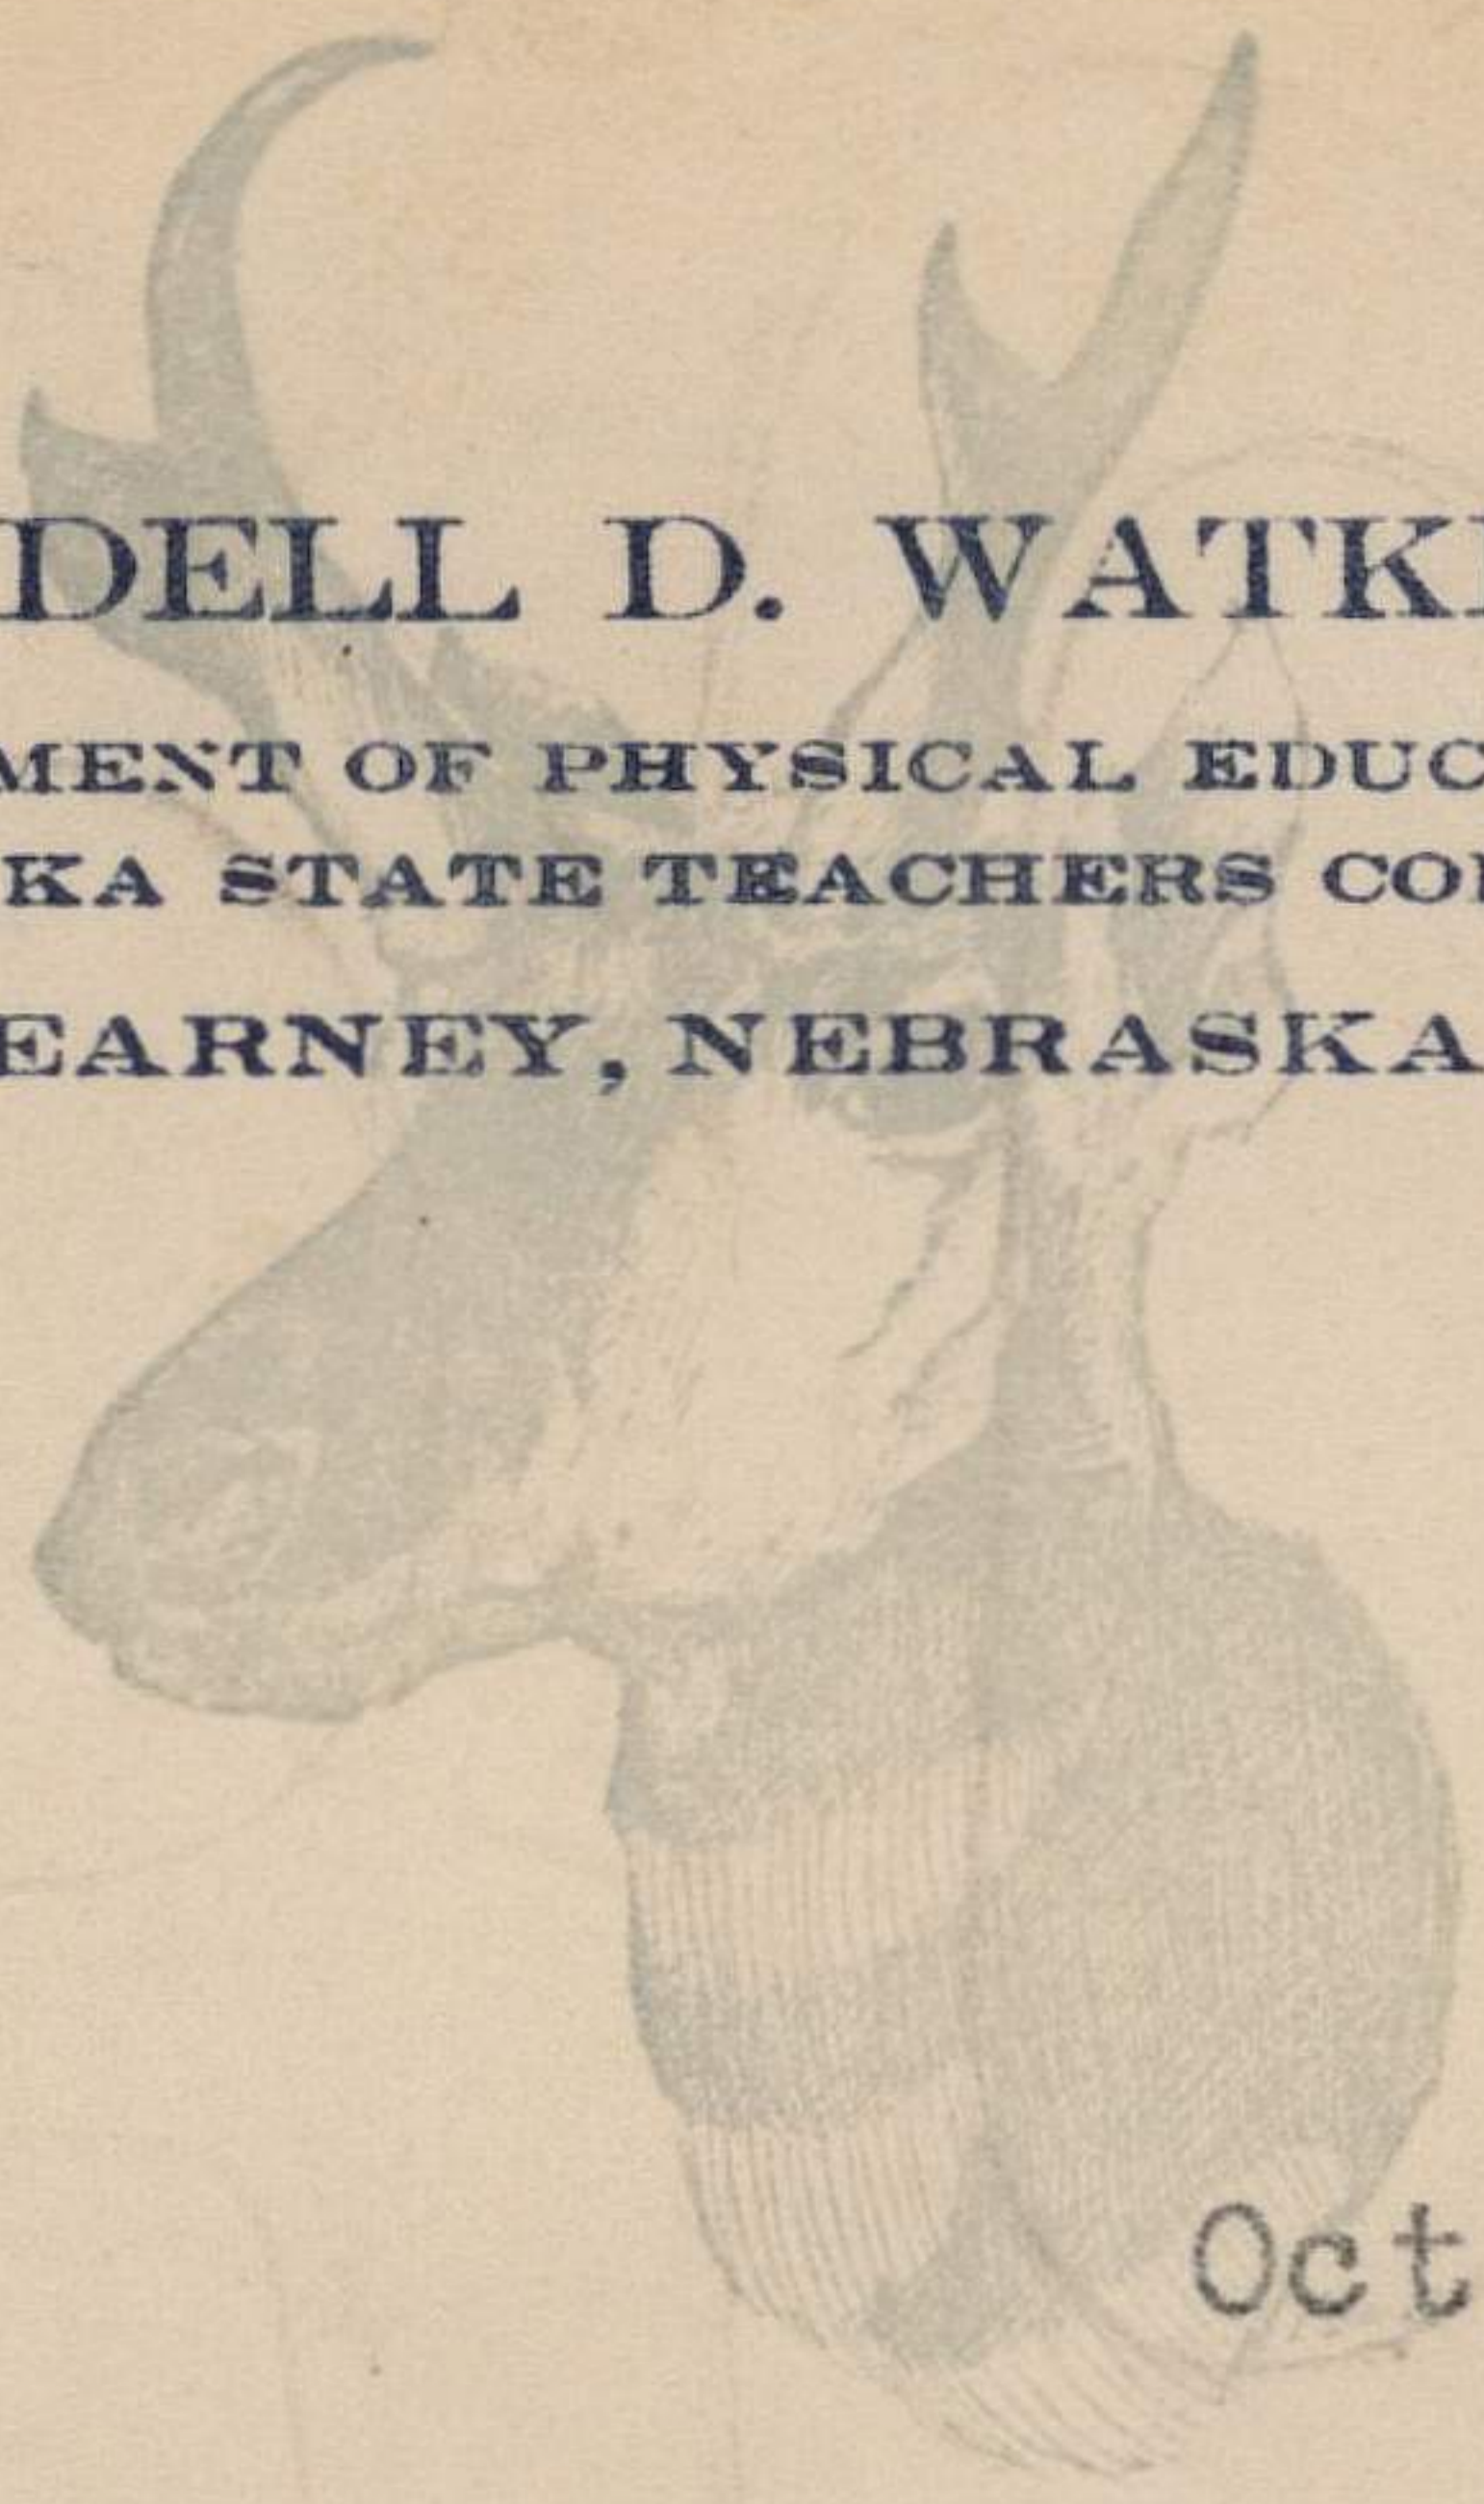 DELL D. WATK
MENT OF PHYSICAL EDUC
KA STATE TEACHERS CO
EARNEY, NEBRASKA
Oct